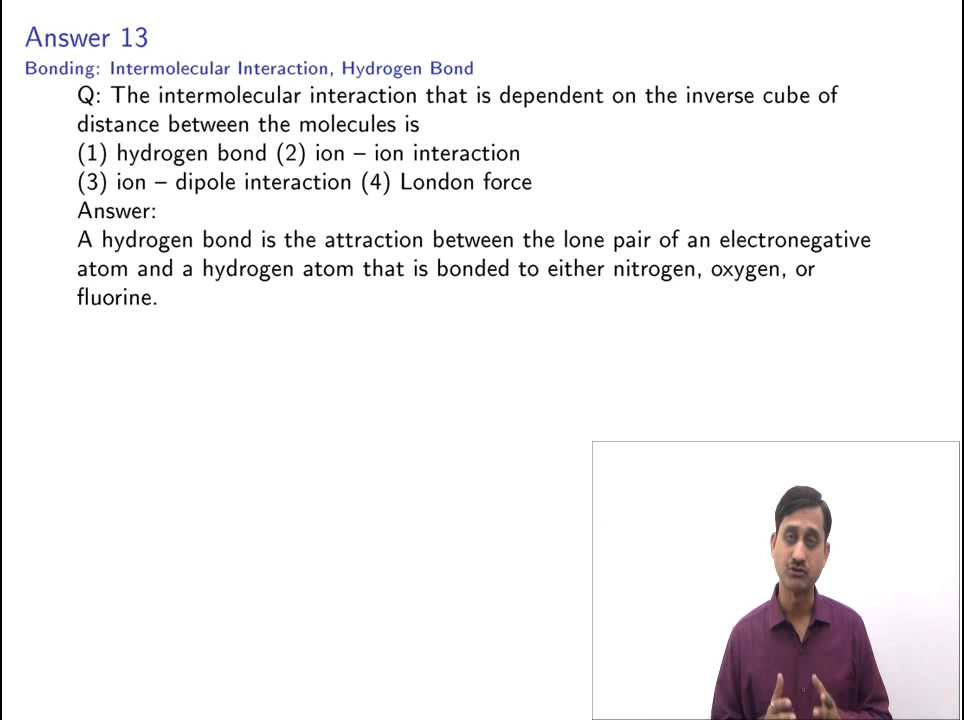 Answer 13
Bonding: Intermolecular Interaction, Hydrogen Bond
Q: The intermolecular interaction that is dependent on the inverse cube of
distance between the molecules is
(1) hydrogen bond (2) ion – ion interaction
(3) ion – dipole interaction (4) London force
Answer:
A hydrogen bond is the attraction between the lone pair of an electronegative
atom and a hydrogen atom that is bonded to either nitrogen, oxygen, or
fluorine.